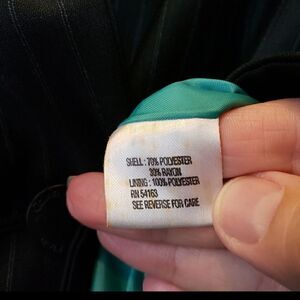 SHELL : 70% POLYESTER
30% RAYON
LINING : 100% POLYESTER
RN 54163
SEE REVERSE FOR CARE